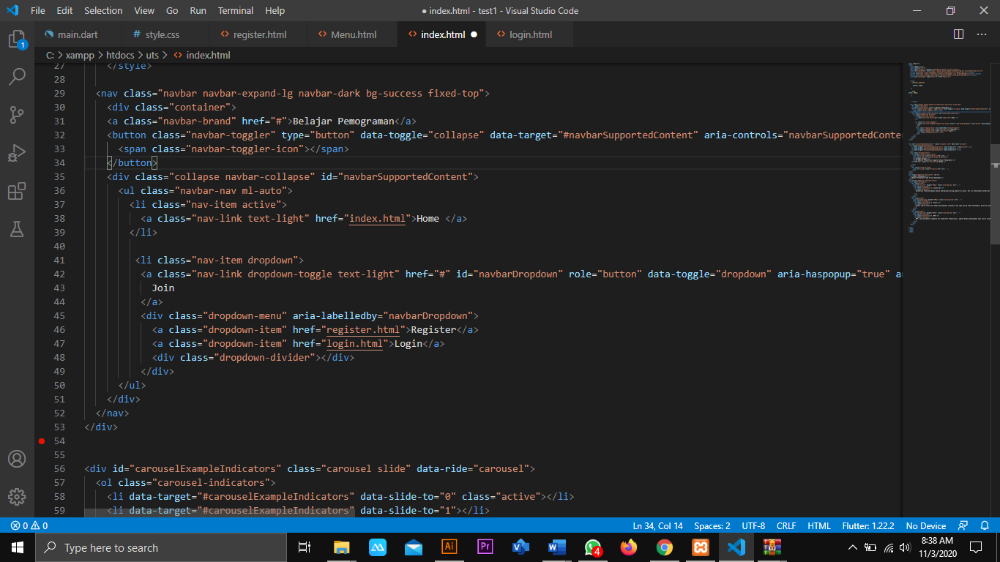 File Edit Selection View Go Run Terminal Help
● index.html - test1 - Visual Studio Code
main.dart # style.css <> register.html <> Menu.html <> index.html ● <> login.html
C: > xampp > htdocs > uts > <> index.html
27 </style>
28
29 <nav class="navbar navbar-expand-lg navbar-dark bg-success fixed-top">
30 <div class="container">
31 <a class="navbar-brand" href="#">Belajar Pemograman</a>
32 <button class="navbar-toggler" type="button" data-toggle="collapse" data-target="#navbarSupportedContent" aria-controls="navbarSupportedConte
33 <span class="navbar-toggler-icon"></span>
34 </button>
35 <div class="collapse navbar-collapse" id="navbarSupportedContent">
36 <ul class="navbar-nav ml-auto">
37 <li class="nav-item active">
38 <a class="nav-link text-light" href="index.html">Home </a>
39 </li>
40
41 <li class="nav-item dropdown">
42 <a class="nav-link dropdown-toggle text-light" href="#" id="navbarDropdown" role="button" data-toggle="dropdown" aria-haspopup="true" a
43 Join
44 </a>
45 <div class="dropdown-menu" aria-labelledby="navbarDropdown">
46 <a class="dropdown-item" href="register.html">Register</a>
47 <a class="dropdown-item" href="login.html">Login</a>
48 <div class="dropdown-divider"></div>
49 </div>
50 </ul>
51 </div>
52 </nav>
53 </div>
54
55
56 <div id="carouselExampleIndicators" class="carousel slide" data-ride="carousel">
57 <ol class="carousel-indicators">
58 <li data-target="#carouselExampleIndicators" data-slide-to="0" class="active"></li>
59 <li data-target="#carouselExampleIndicators" data-slide-to="1"></li>
1
0 0 Ln 34, Col 14 Spaces: 2 UTF-8 CRLF HTML Flutter: 1.22.2 No Device
Type here to search
Ai Pr 4
8:38 AM
11/3/2020